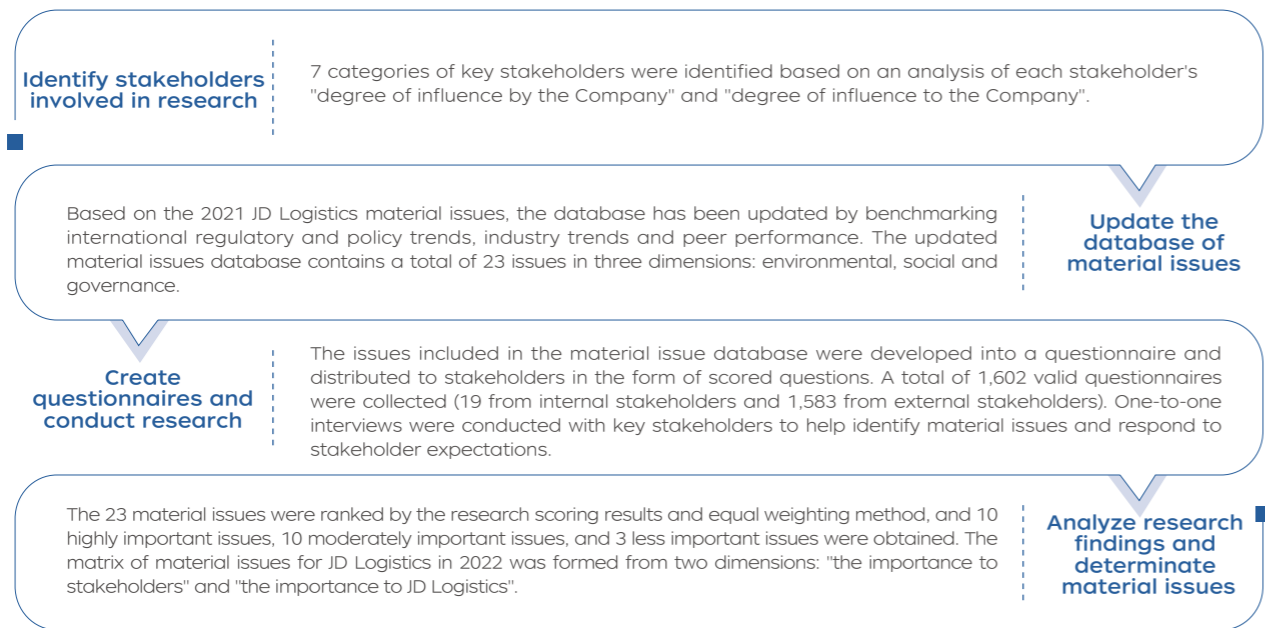 Identify stakeholders
involved in research
7 categories of key stakeholders were identified based on an analysis of each stakeholder's
"degree of influence by the Company" and "degree of influence to the Company".
Based on the 2021 JD Logistics material issues, the database has been updated by benchmarking
international regulatory and policy trends, industry trends and peer performance. The updated
material issues database contains a total of 23 issues in three dimensions: environmental, social and
governance.
Update the
database of
material issues
Create
questionnaires and
conduct research
The issues included in the material issue database were developed into a questionnaire and
distributed to stakeholders in the form of scored questions. A total of 1,602 valid questionnaires
were collected (19 from internal stakeholders and 1,583 from external stakeholders). One-to-one
interviews were conducted with key stakeholders to help identify material issues and respond to
stakeholder expectations.
The 23 material issues were ranked by the research scoring results and equal weighting method, and 10
highly important issues, 10 moderately important issues, and 3 less important issues were obtained. The
matrix of material issues for JD Logistics in 2022 was formed from two dimensions: "the importance to
stakeholders" and "the importance to JD Logistics".
Analyze research
findings and
determinate
material issues